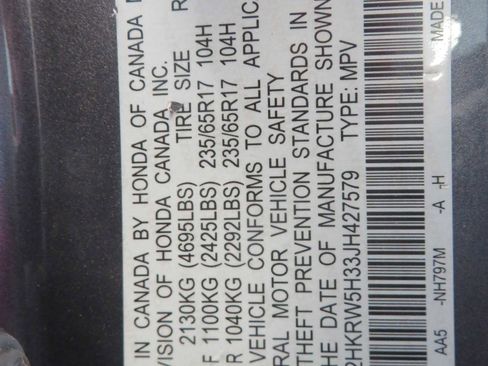 IN CANADA BY HONDA OF CANADA
VISION OF HONDA CANADA, INC.
2130KG (4695LBS) TIRE SIZE R
F 1100KG (2425LBS) 235/65R17 104H
R 1040KG (2292LBS) 235/65R17 104H
VEHICLE CONFORMS TO ALL APPLIC
RAL MOTOR VEHICLE SAFETY
THEFT PREVENTION STANDARDS IN
THE DATE OF MANUFACTURE SHOWN
2HKRW5H33JH427579 TYPE: MPV
AA5 -NH797M -A -H MADE